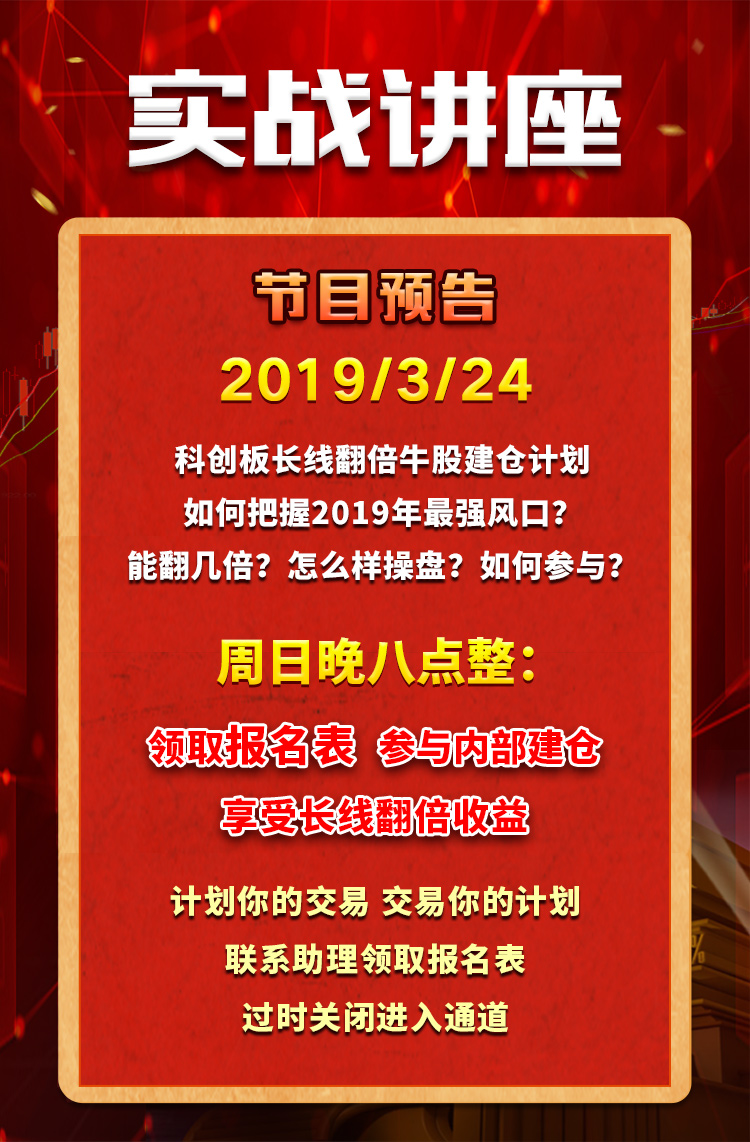 实战讲座
节目预告
2019/3/24
科创板长线翻倍牛股建仓计划
如何把握2019年最强风口？
能翻几倍？怎么样操盘？如何参与？
周日晚八点整：
领取报名表 参与内部建仓
享受长线翻倍收益
计划你的交易 交易你的计划
联系助理领取报名表
过时关闭进入通道
%